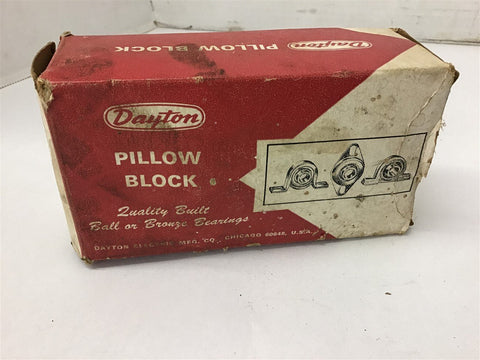 PILLOW BLOCK Dayton
Dayton
PILLOW
BLOCK
Quality Built
Ball or Bronze Bearings
DAYTON ELECTRIC MFG. CO., CHICAGO 60648, U.S.A.